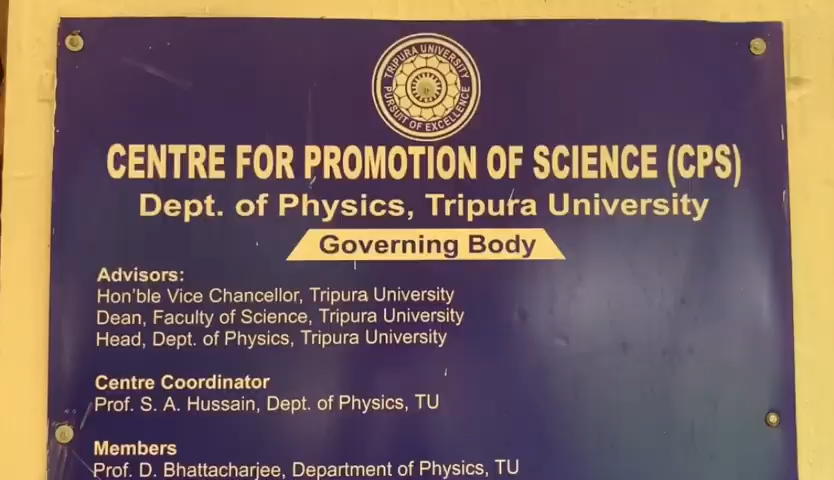 TRIPURA UNIVERSITY
PURSUIT OF EXCELLENCE
CENTRE FOR PROMOTION OF SCIENCE (CPS)
Dept. of Physics, Tripura University
Governing Body
Advisors:
Hon'ble Vice Chancellor, Tripura University
Dean, Faculty of Science, Tripura University
Head, Dept. of Physics, Tripura University
Centre Coordinator
Prof. S. A. Hussain, Dept. of Physics, TU
Members
Prof. D. Bhattacharjee, Department of Physics, TU